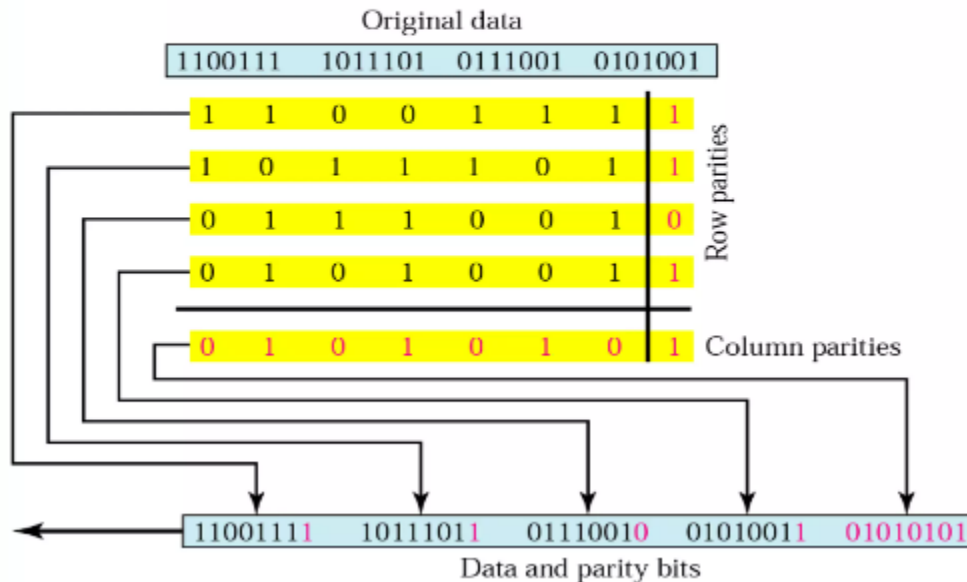 Original data
1100111 1011101 0111001 0101001
1 1 0 0 1 1 1 1
1 0 1 1 1 0 1 1
0 1 1 1 0 0 1 0
0 1 0 1 0 0 1 1
Row parities
0 1 0 1 0 1 0 1 Column parities
11001111 10111011 01110010 01010011 01010101
Data and parity bits